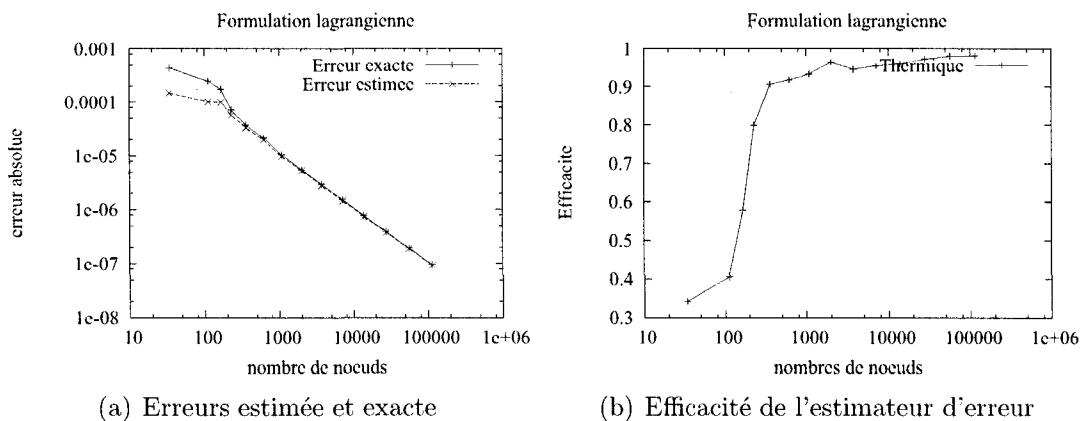 Formulation lagrangienne
0.001
0.0001
1e-05
1e-06
1e-07
1e-08
erreur absolue
Erreur exacte
Erreur estimee
10 100 1000 10000 100000 1e+06
nombre de noeuds
(a) Erreurs estimée et exacte
Formulation lagrangienne
1
0.9
0.8
0.7
0.6
0.5
0.4
0.3
Efficacite
Thermique
10 100 1000 10000 100000 1e+06
nombres de noeuds
(b) Efficacité de l'estimateur d'erreur